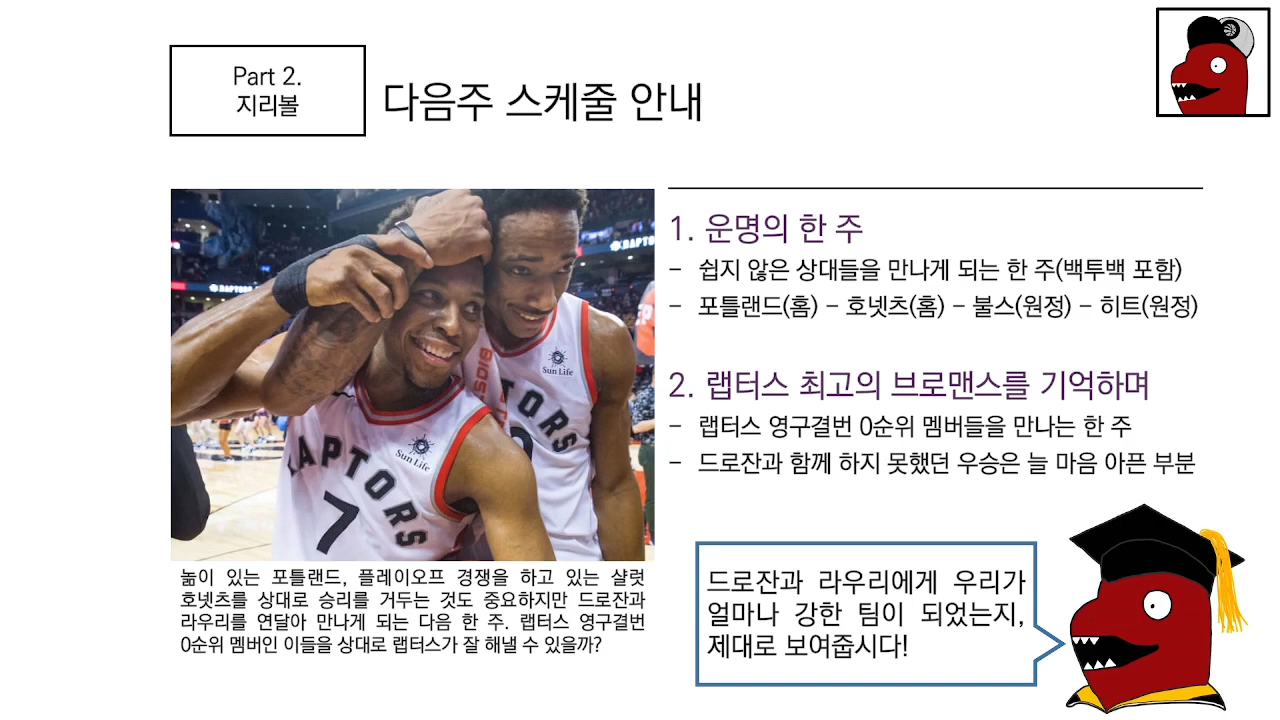 Part 2.
지리볼
다음주 스케줄 안내
1. 운명의 한 주
- 쉽지 않은 상대들을 만나게 되는 한 주(백투백 포함)
- 포틀랜드(홈) - 호넷츠(홈) - 불스(원정) - 히트(원정)
2. 랩터스 최고의 브로맨스를 기억하며
- 랩터스 영구결번 0순위 멤버들을 만나는 한 주
- 드로잔과 함께 하지 못했던 우승은 늘 마음 아픈 부분
RAPTORS
Sun Life
RAPTORS
7
Sun Life
늪이 있는 포틀랜드, 플레이오프 경쟁을 하고 있는 샬럿
호넷츠를 상대로 승리를 거두는 것도 중요하지만 드로잔과
라우리를 연달아 만나게 되는 다음 한 주. 랩터스 영구결번
0순위 멤버인 이들을 상대로 랩터스가 잘 해낼 수 있을까?
드로잔과 라우리에게 우리가
얼마나 강한 팀이 되었는지,
제대로 보여줍시다!